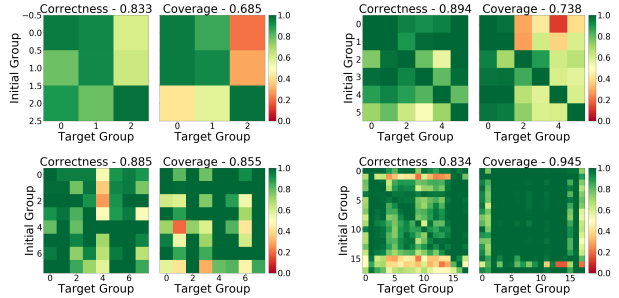 Correctness - 0.833 Coverage - 0.685
−0.5 0.0 0.5 1.0 1.5 2.0 2.5
Initial Group
0 1 2 0 1 2
Target Group Target Group
1.0 0.8 0.6 0.4 0.2 0.0
Correctness - 0.894 Coverage - 0.738
0 1 2 3 4 5
Initial Group
0 2 4 0 2 4
Target Group Target Group
1.0 0.8 0.6 0.4 0.2 0.0
Correctness - 0.885 Coverage - 0.855
0 2 4 6
Initial Group
0 2 4 6 0 2 4 6
Target Group Target Group
1.0 0.8 0.6 0.4 0.2 0.0
Correctness - 0.834 Coverage - 0.945
0 5 10 15
Initial Group
0 5 10 15 0 5 10 15
Target Group Target Group
1.0 0.8 0.6 0.4 0.2 0.0